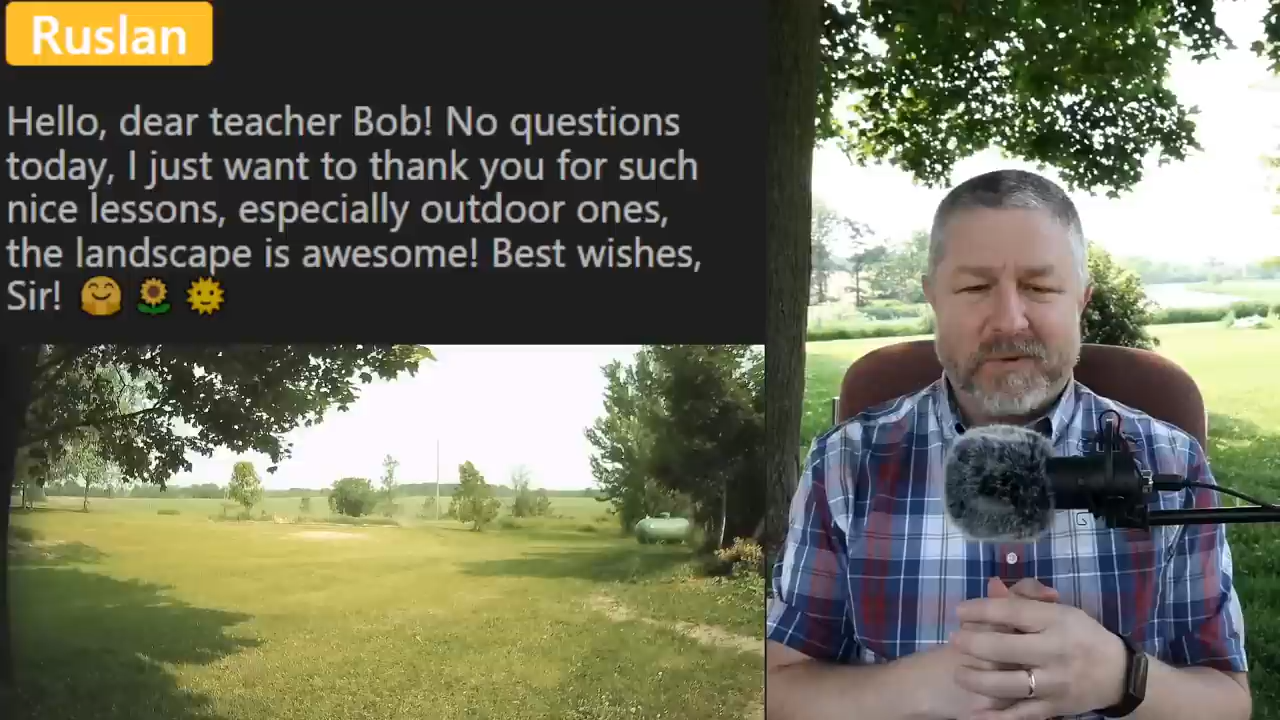 Ruslan
Hello, dear teacher Bob! No questions
today, I just want to thank you for such
nice lessons, especially outdoor ones,
the landscape is awesome! Best wishes,
Sir! 🤗 🌻 🌞